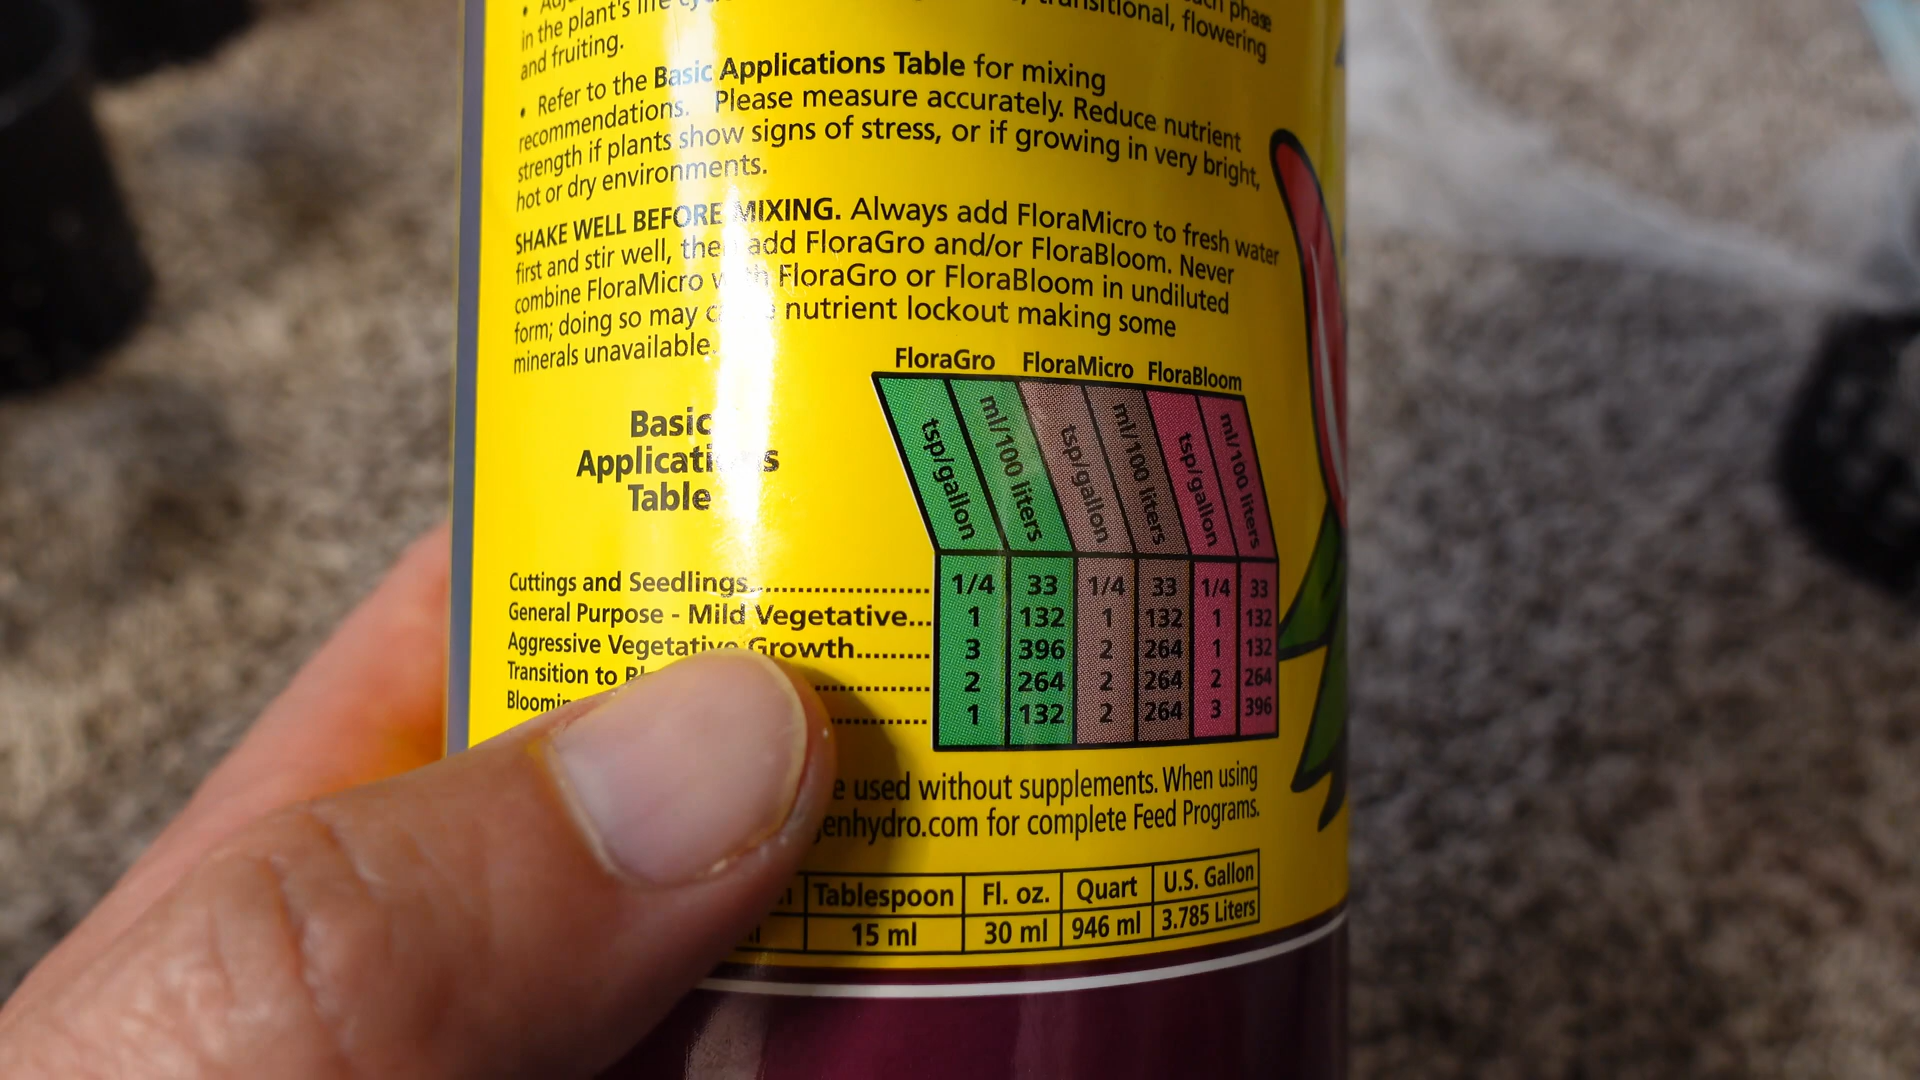 in the plant's life
transitional, flowering
and fruiting.
• Refer to the Basic Applications Table for mixing
recommendations. Please measure accurately. Reduce nutrient
strength if plants show signs of stress, or if growing in very bright,
hot or dry environments.
SHAKE WELL BEFORE MIXING. Always add FloraMicro to fresh water
first and stir well, then add FloraGro and/or FloraBloom. Never
combine FloraMicro with FloraGro or FloraBloom in undiluted
form; doing so may nutrient lockout making some
minerals unavailable.
FloraGro FloraMicro FloraBloom
Basic
Applications
Table
tsp/gallon ml/100 liters tsp/gallon ml/100 liters tsp/gallon ml/100 liters
Cuttings and Seedlings..................... 1/4 33 1/4 33 1/4 33
General Purpose - Mild Vegetative... 1 132 1 132 1 132
Aggressive Vegetative Growth......... 3 396 2 264 1 132
Transition to 2 264 2 264 2 264
1 132 2 264 3 396
used without supplements. When using
genhydro.com for complete Feed Programs.
Tablespoon Fl. oz. Quart U.S. Gallon
15 ml 30 ml 946 ml 3.785 Liters